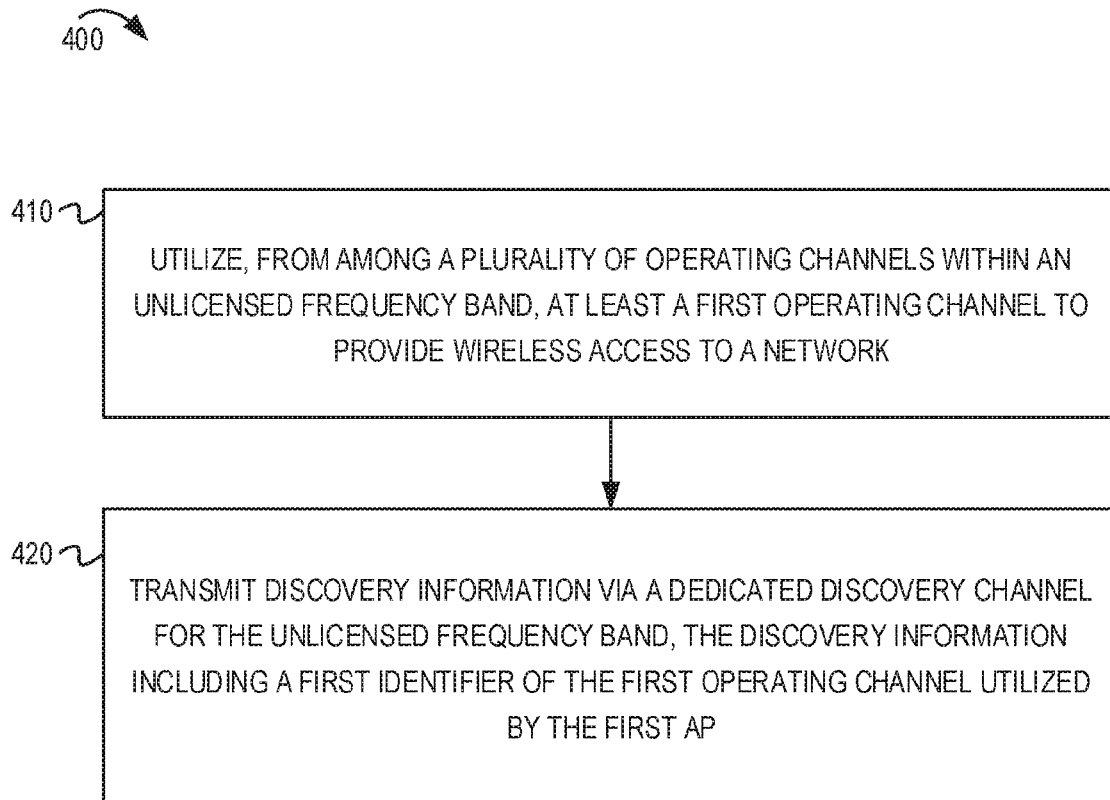 400
410
UTILIZE, FROM AMONG A PLURALITY OF OPERATING CHANNELS WITHIN AN
UNLICENSED FREQUENCY BAND, AT LEAST A FIRST OPERATING CHANNEL TO
PROVIDE WIRELESS ACCESS TO A NETWORK
420
TRANSMIT DISCOVERY INFORMATION VIA A DEDICATED DISCOVERY CHANNEL
FOR THE UNLICENSED FREQUENCY BAND, THE DISCOVERY INFORMATION
INCLUDING A FIRST IDENTIFIER OF THE FIRST OPERATING CHANNEL UTILIZED
BY THE FIRST AP